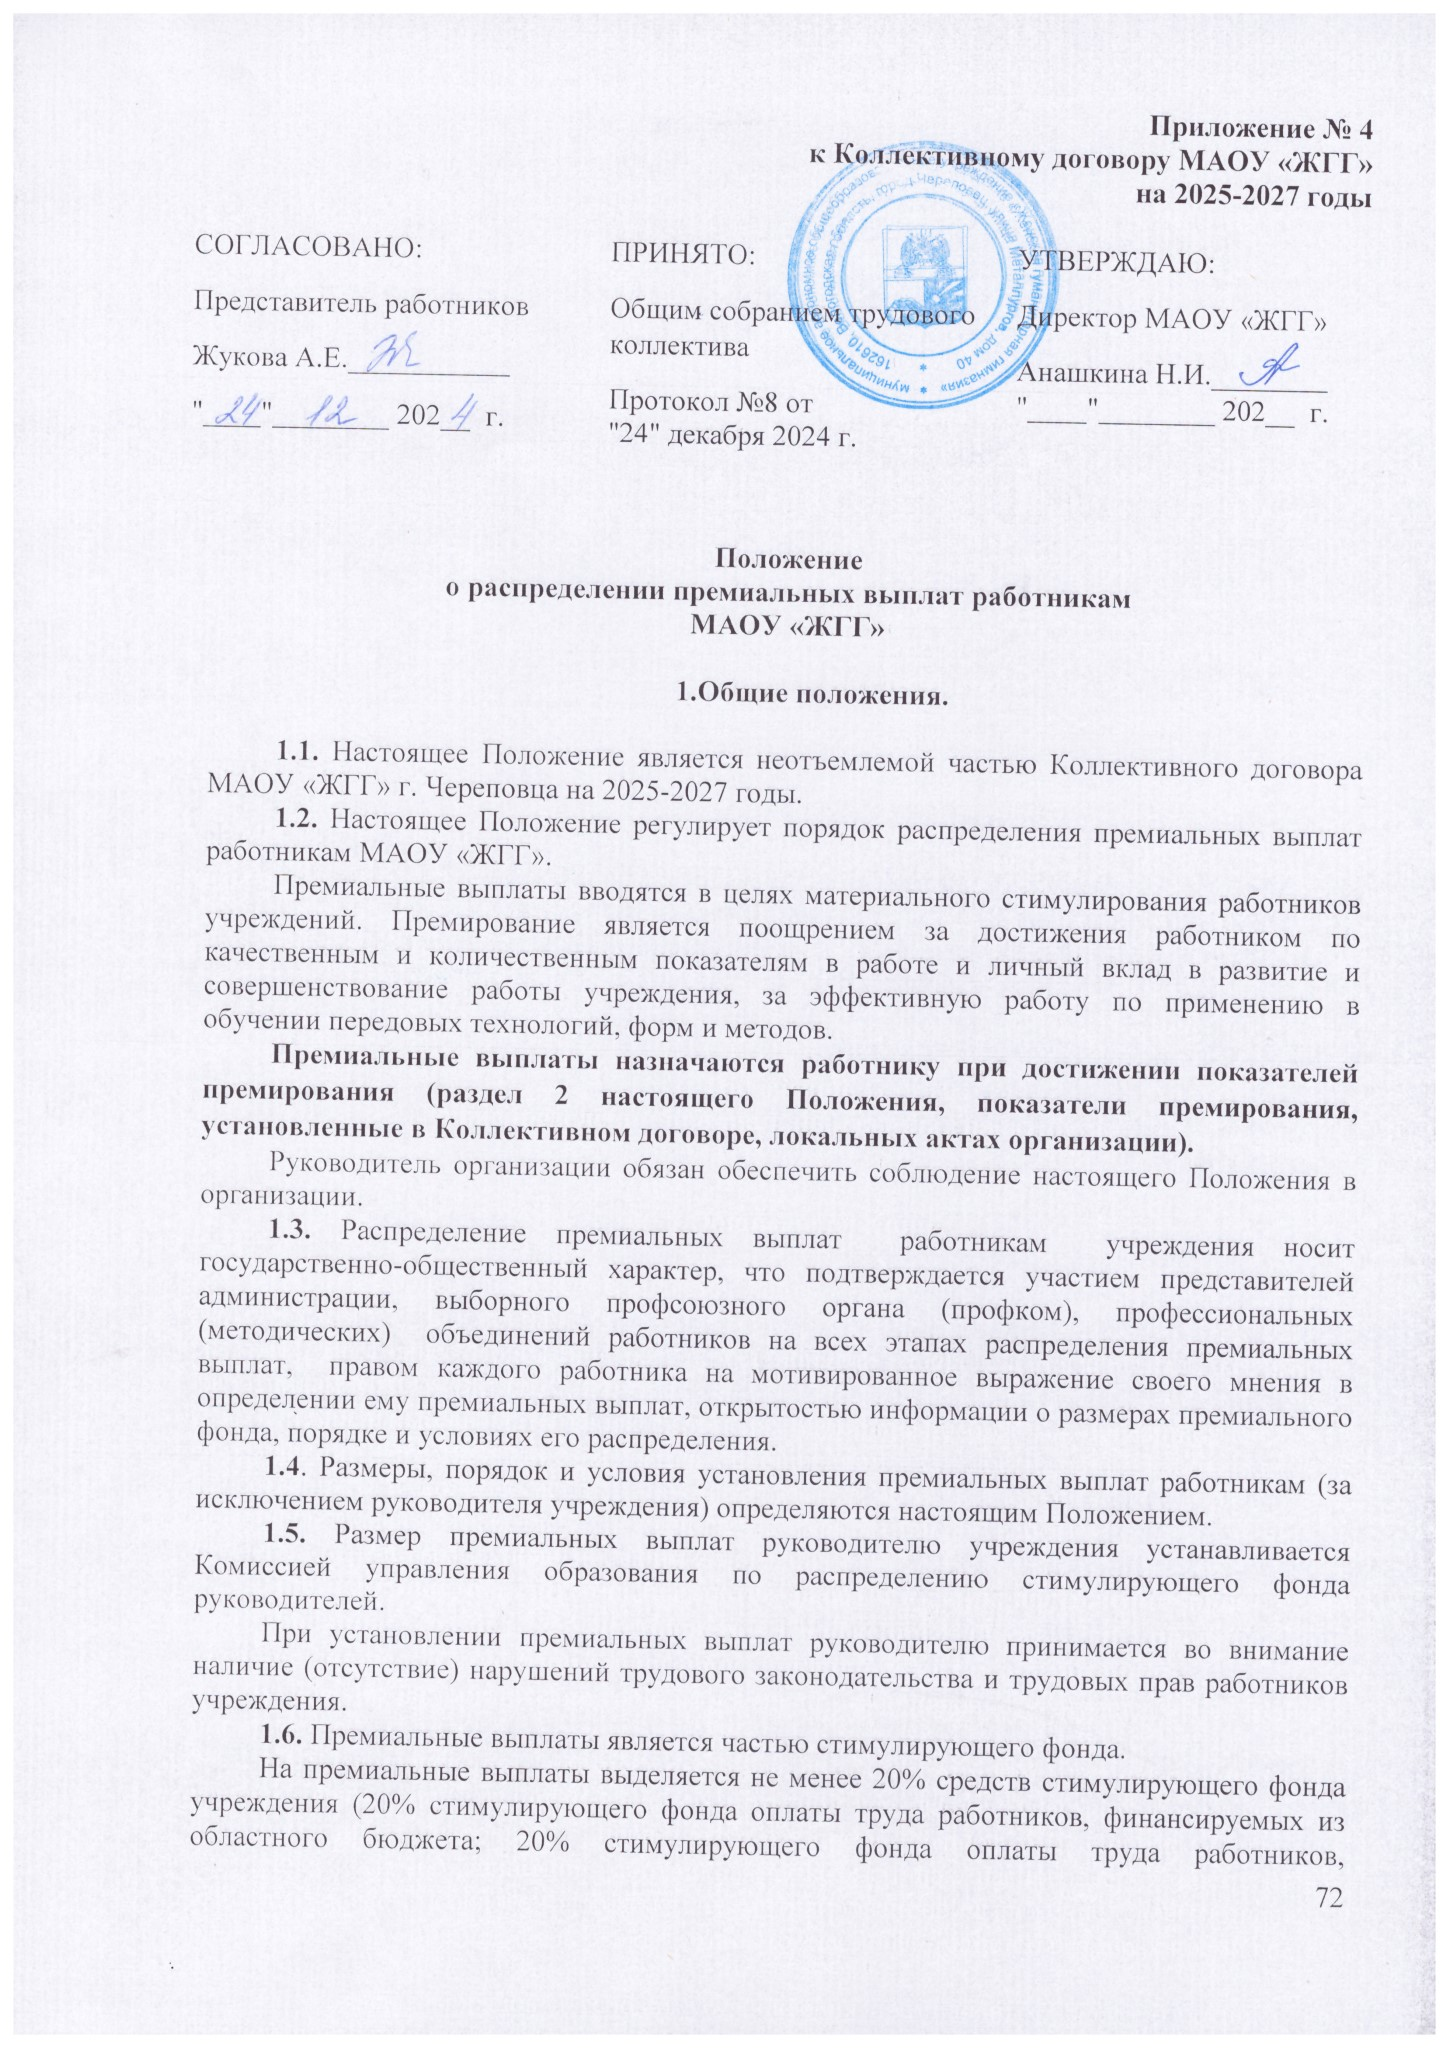 Приложение № 4
к Коллективному договору МАОУ «ЖГГ»
на 2025-2027 годы
СОГЛАСОВАНО:
Представитель работников
Жукова А.Е.___________
"24" 12 2024 г.
ПРИНЯТО:
Общим собранием трудового
коллектива
Протокол №8 от
"24" декабря 2024 г.
УТВЕРЖДАЮ:
Директор МАОУ «ЖГГ»
Анашкина Н.И.________
"____" ________ 202__ г.
Положение
о распределении премиальных выплат работникам
МАОУ «ЖГГ»
1.Общие положения.
1.1. Настоящее Положение является неотъемлемой частью Коллективного договора
МАОУ «ЖГГ» г. Череповца на 2025-2027 годы.
1.2. Настоящее Положение регулирует порядок распределения премиальных выплат
работникам МАОУ «ЖГГ».
Премиальные выплаты вводятся в целях материального стимулирования работников
учреждений. Премирование является поощрением за достижения работником по
качественным и количественным показателям в работе и личный вклад в развитие и
совершенствование работы учреждения, за эффективную работу по применению в
обучении передовых технологий, форм и методов.
Премиальные выплаты назначаются работнику при достижении показателей
премирования (раздел 2 настоящего Положения, показатели премирования,
установленные в Коллективном договоре, локальных актах организации).
Руководитель организации обязан обеспечить соблюдение настоящего Положения в
организации.
1.3. Распределение премиальных выплат работникам учреждения носит
государственно-общественный характер, что подтверждается участием представителей
администрации, выборного профсоюзного органа (профком), профессиональных
(методических) объединений работников на всех этапах распределения премиальных
выплат, правом каждого работника на мотивированное выражение своего мнения в
определении ему премиальных выплат, открытостью информации о размерах премиального
фонда, порядке и условиях его распределения.
1.4. Размеры, порядок и условия установления премиальных выплат работникам (за
исключением руководителя учреждения) определяются настоящим Положением.
1.5. Размер премиальных выплат руководителю учреждения устанавливается
Комиссией управления образования по распределению стимулирующего фонда
руководителей.
При установлении премиальных выплат руководителю принимается во внимание
наличие (отсутствие) нарушений трудового законодательства и трудовых прав работников
учреждения.
1.6. Премиальные выплаты является частью стимулирующего фонда.
На премиальные выплаты выделяется не менее 20% средств стимулирующего фонда
учреждения (20% стимулирующего фонда оплаты труда работников, финансируемых из
областного бюджета; 20% стимулирующего фонда оплаты труда работников,
72